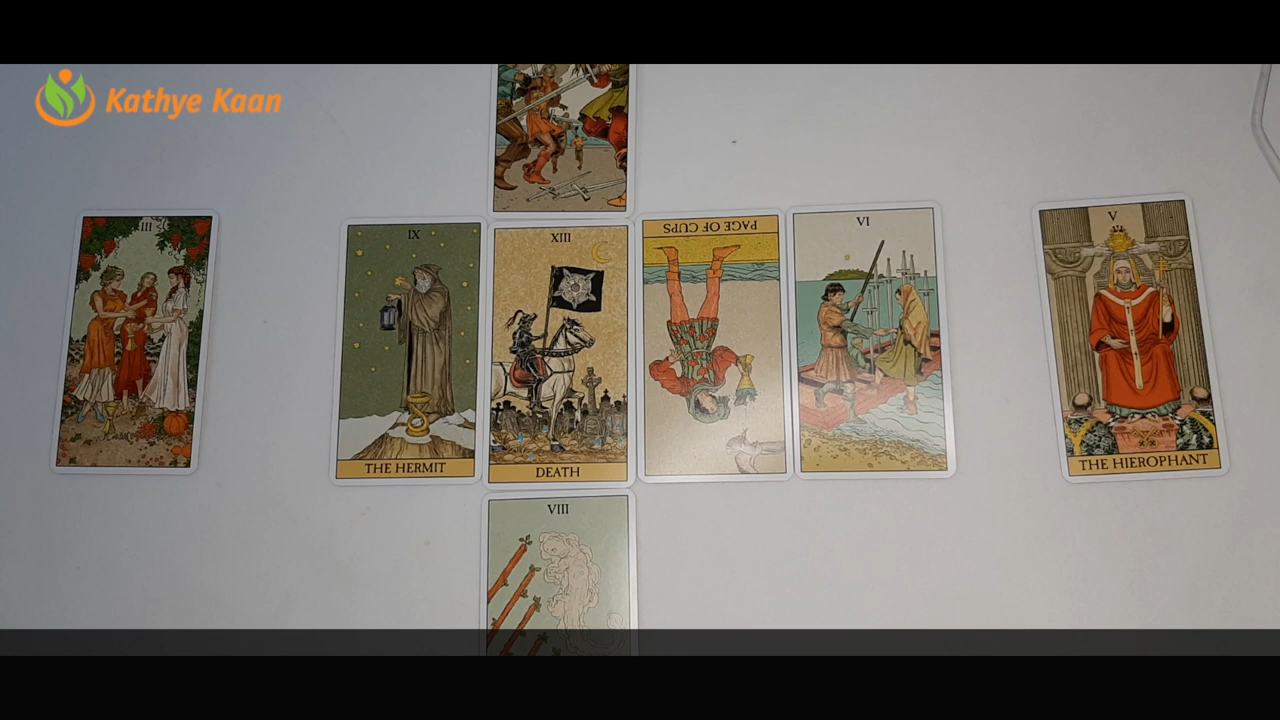 Kathye Kaan
III
IX
THE HERMIT
XIII
DEATH
PAGE OF CUPS
VI
V
THE HIEROPHANT
VIII